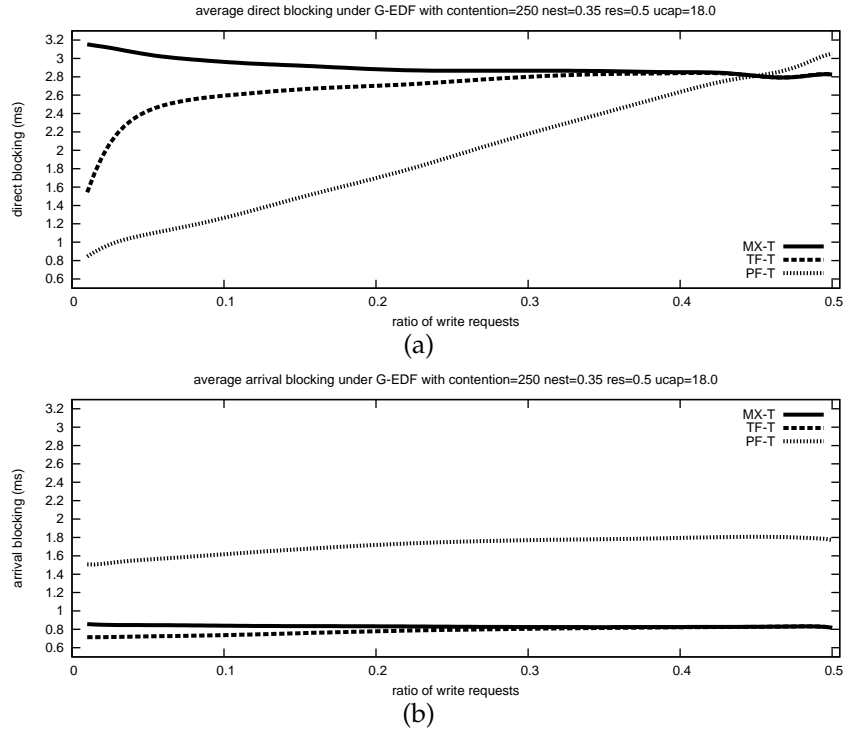 average direct blocking under G-EDF with contention=250 nest=0.35 res=0.5 ucap=18.0
3.2
3
2.8
2.6
2.4
2.2
2
1.8
1.6
1.4
1.2
1
0.8
0.6
direct blocking (ms)
MX-T
TF-T
PF-T
0 0.1 0.2 0.3 0.4 0.5
ratio of write requests
(a)
average arrival blocking under G-EDF with contention=250 nest=0.35 res=0.5 ucap=18.0
3.2
3
2.8
2.6
2.4
2.2
2
1.8
1.6
1.4
1.2
1
0.8
0.6
arrival blocking (ms)
MX-T
TF-T
PF-T
0 0.1 0.2 0.3 0.4 0.5
ratio of write requests
(b)